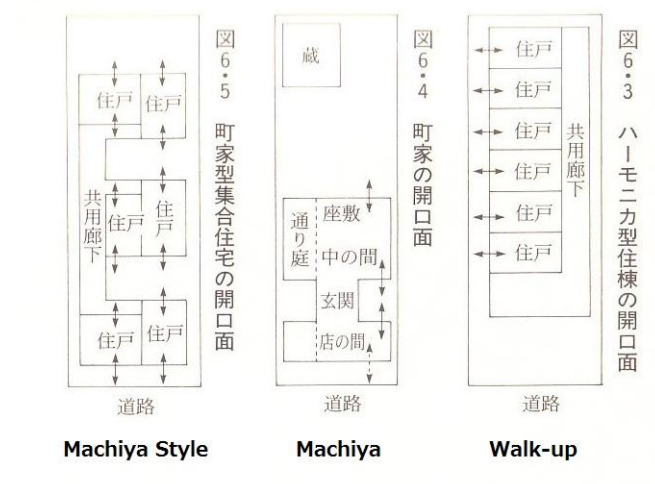 図6・3 ハーモニカ型住棟の開口面
住戸
住戸
住戸
住戸
住戸
住戸
共用廊下
道路
Walk-up
図6・4 町家の開口面
蔵
通り庭
座敷
中の間
玄関
店の間
道路
Machiya
図6・5 町家型集合住宅の開口面
住戸
住戸
共用廊下
住戸
住戸
住戸
住戸
道路
Machiya Style